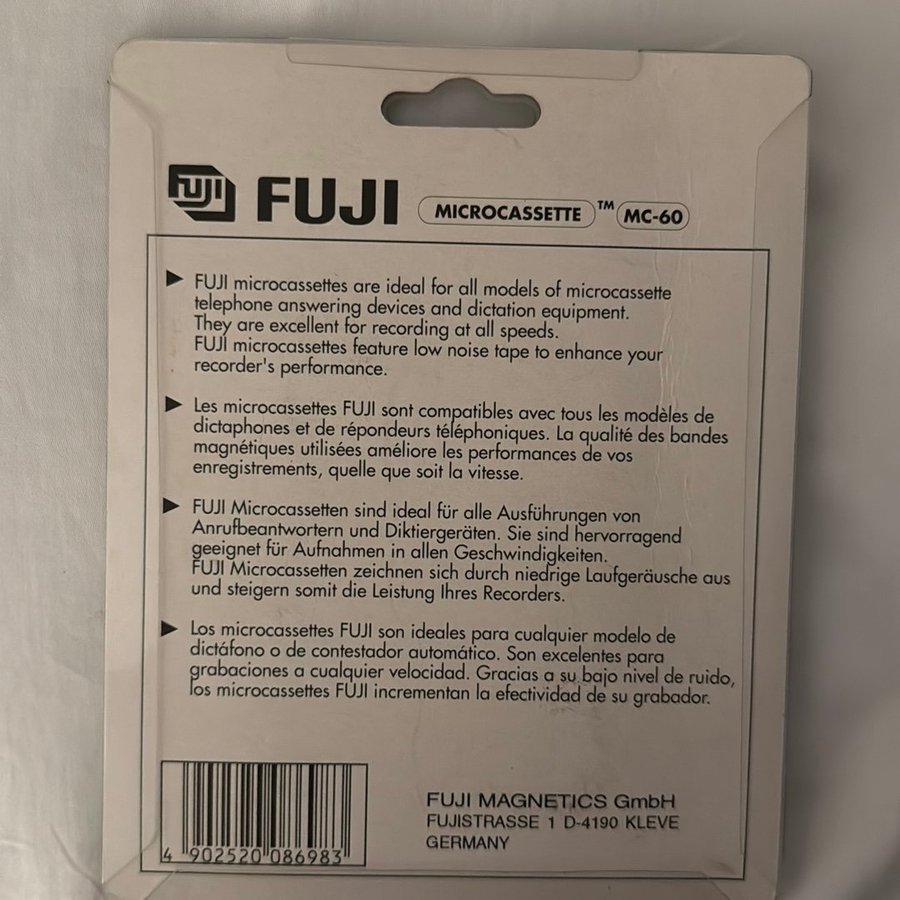 FUJI FUJI MICROCASSETTE ™ MC-60
▶ FUJI microcassettes are ideal for all models of microcassette
telephone answering devices and dictation equipment.
They are excellent for recording at all speeds.
FUJI microcassettes feature low noise tape to enhance your
recorder's performance.
▶ Les microcassettes FUJI sont compatibles avec tous les modèles de
dictaphones et de répondeurs téléphoniques. La qualité des bandes
magnétiques utilisées améliore les performances de vos
enregistrements, quelle que soit la vitesse.
▶ FUJI Microcassetten sind ideal für alle Ausführungen von
Anrufbeantwortern und Diktiergeräten. Sie sind hervorragend
geeignet für Aufnahmen in allen Geschwindigkeiten.
FUJI Microcassetten zeichnen sich durch niedrige Laufgeräusche aus
und steigern somit die Leistung Ihres Recorders.
▶ Los microcassettes FUJI son ideales para cualquier modelo de
dictáfono o de contestador automático. Son excelentes para
grabaciones a cualquier velocidad. Gracias a su bajo nivel de ruido,
los microcassettes FUJI incrementan la efectividad de su grabador.
FUJI MAGNETICS GmbH
FUJISTRASSE 1 D-4190 KLEVE
GERMANY
4 902520 086983